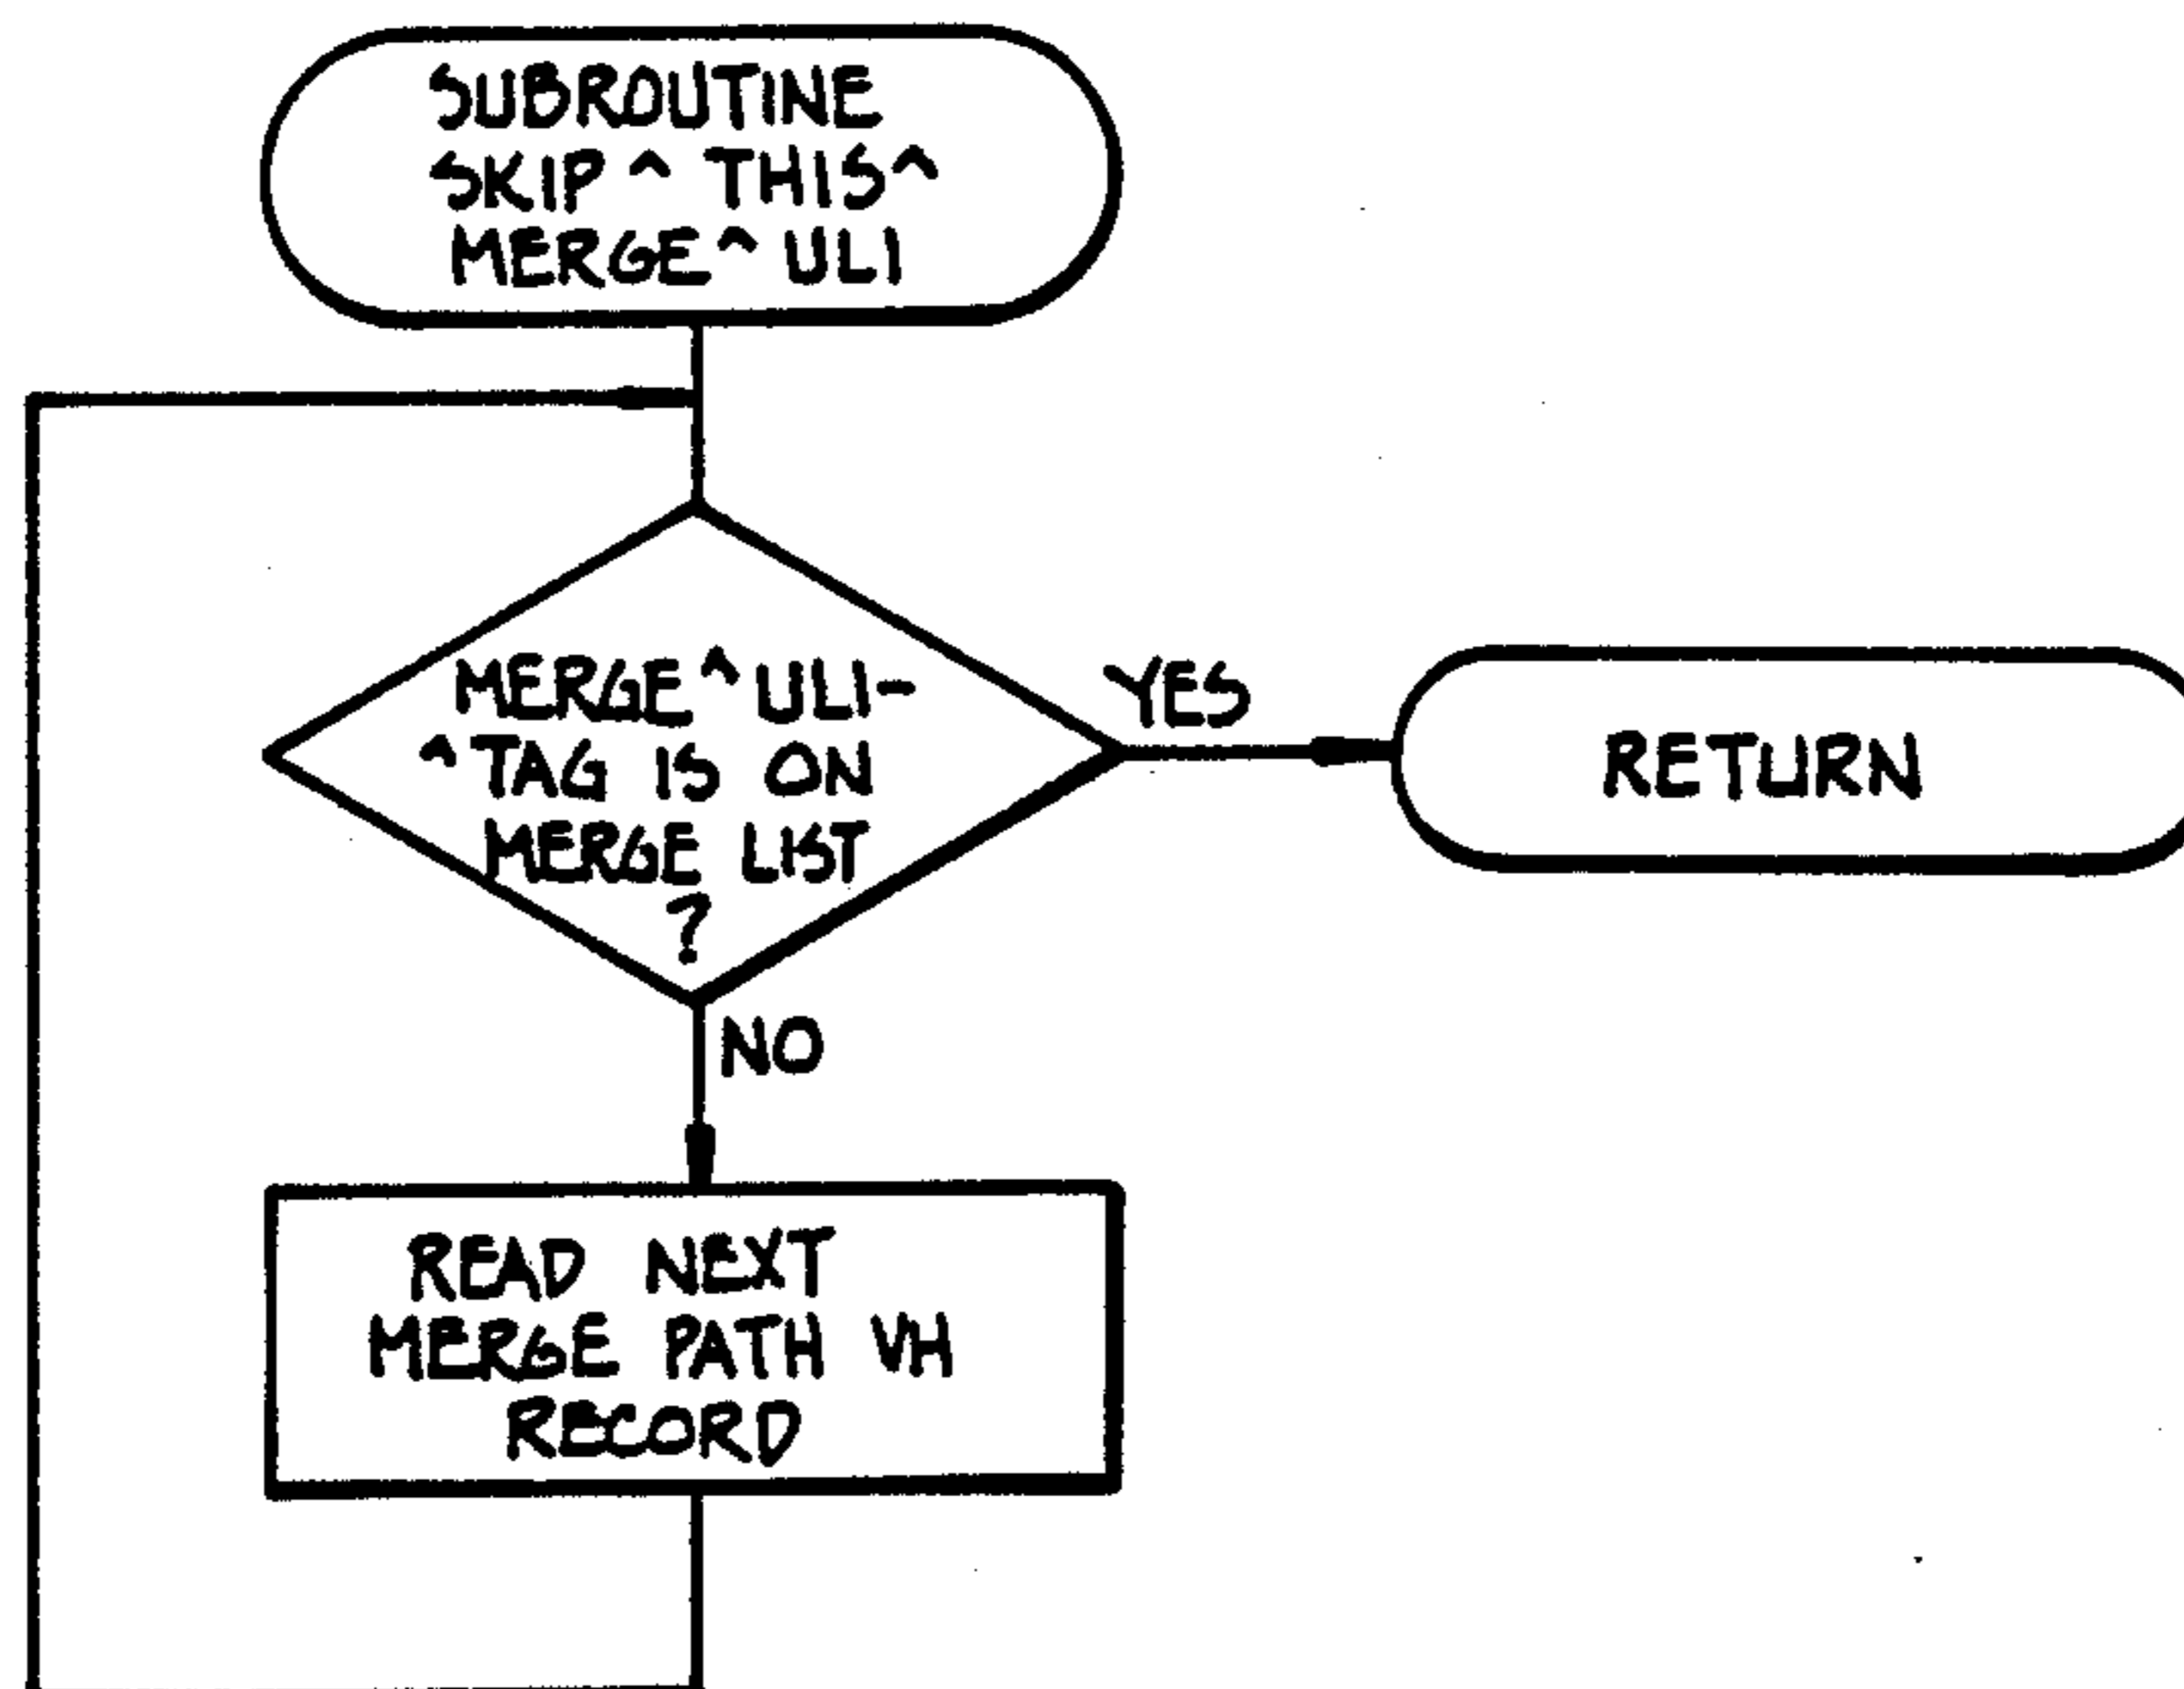 SUBROUTINE
SKIP^THIS^
MERGE^ULI
MERGE^ULI-
^TAG IS ON
MERGE LIST
?
YES
RETURN
NO
READ NEXT
MERGE PATH VH
RECORD